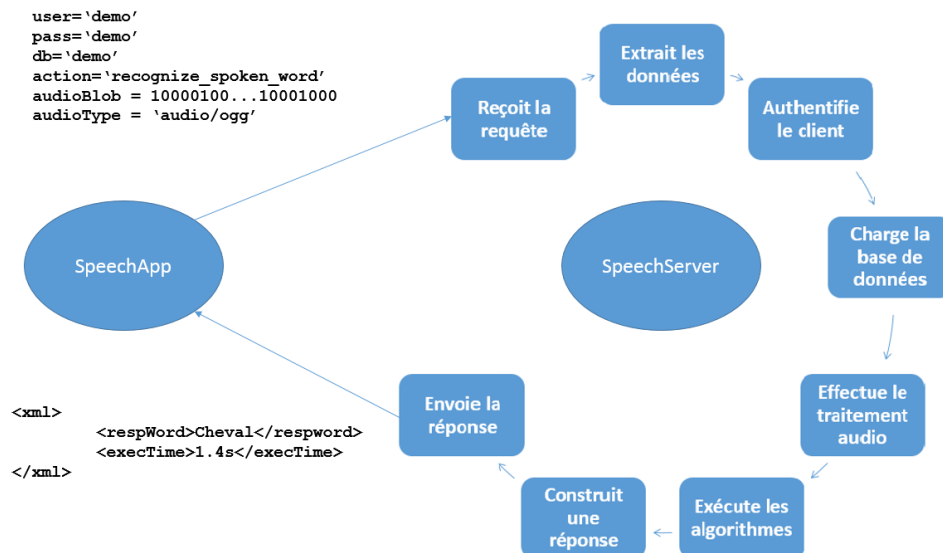 user=‘demo’
pass=‘demo’
db=‘demo’
action=‘recognize_spoken_word’
audioBlob = 10000100...10001000
audioType = ‘audio/ogg’
Reçoit la
requête
Extrait les
données
Authentifie
le client
Charge la
base de
données
Effectue le
traitement
audio
Exécute les
algorithmes
Construit
une
réponse
Envoie la
réponse
SpeechApp
SpeechServer
<xml>
<respWord>Cheval</respword>
<execTime>1.4s</execTime>
</xml>